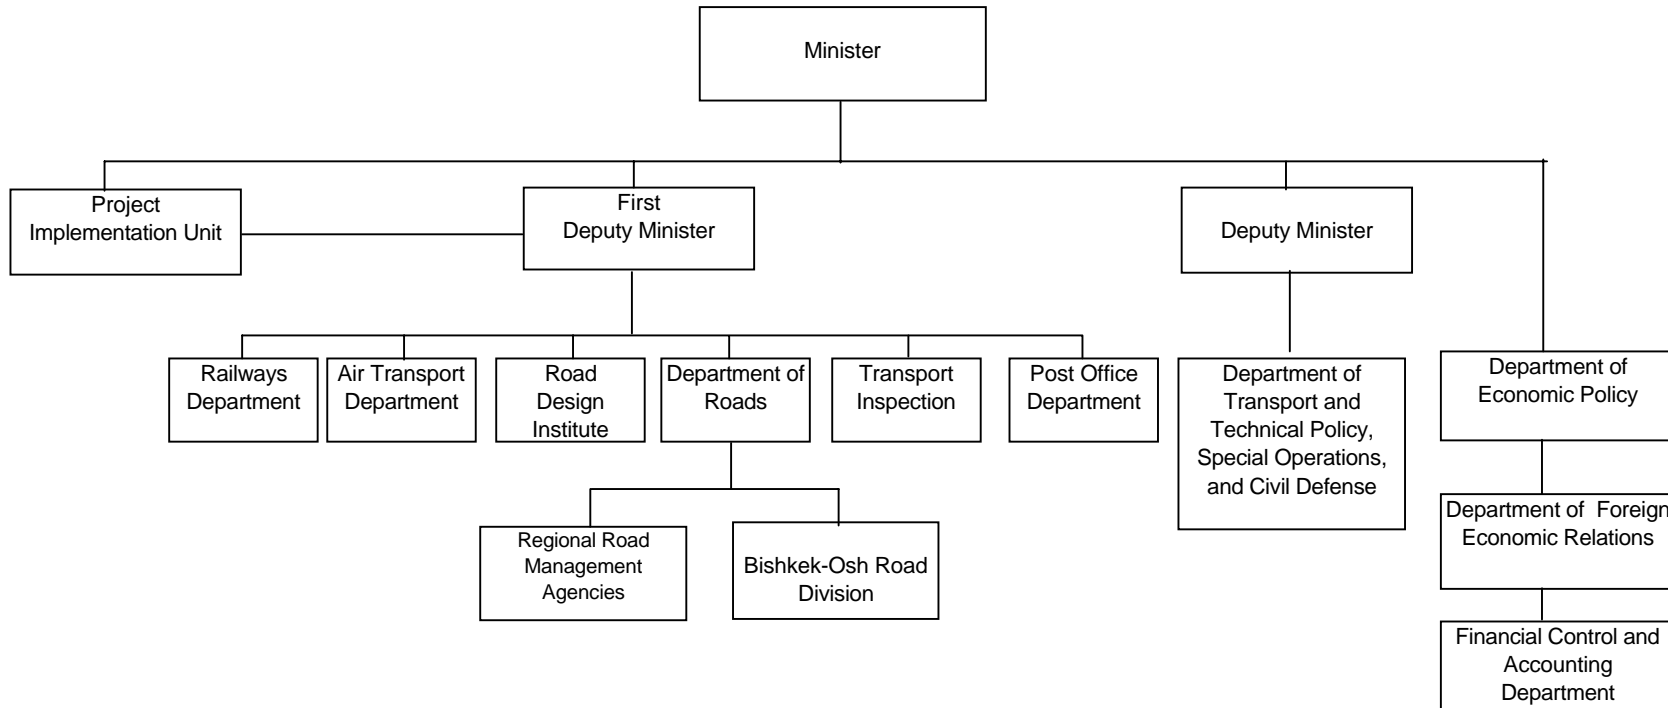 Minister
Project
Implementation Unit
First
Deputy Minister
Deputy Minister
Railways
Department
Air Transport
Department
Road
Design
Institute
Department of
Roads
Transport
Inspection
Post Office
Department
Department of
Transport and
Technical Policy,
Special Operations,
and Civil Defense
Department of
Economic Policy
Regional Road
Management
Agencies
Bishkek-Osh Road
Division
Department of  Foreign
Economic Relations
Financial Control and
Accounting
Department